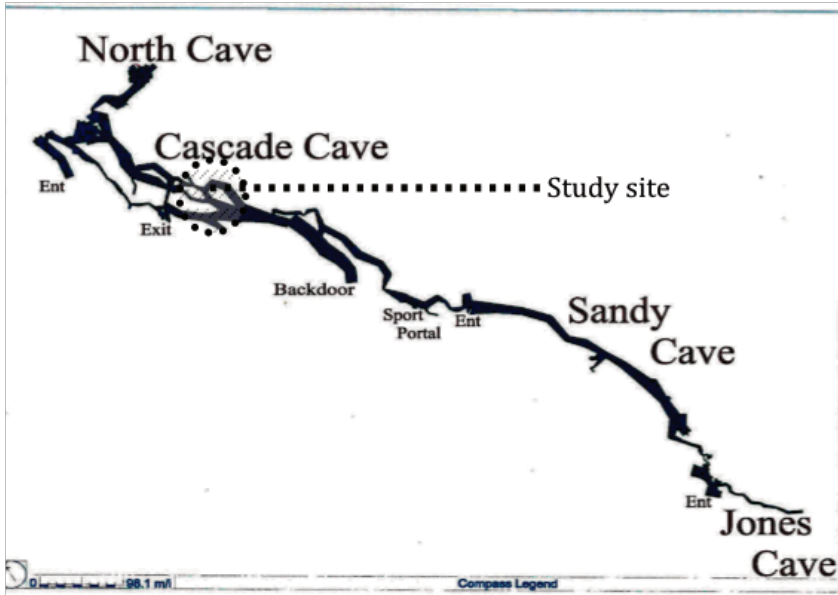 North Cave
Cascade Cave
Ent
Study site
Exit
Backdoor
Sport
Portal
Ent
Sandy
Cave
Ent
Jones
Cave
0
98.1 m/i
Compass Legend